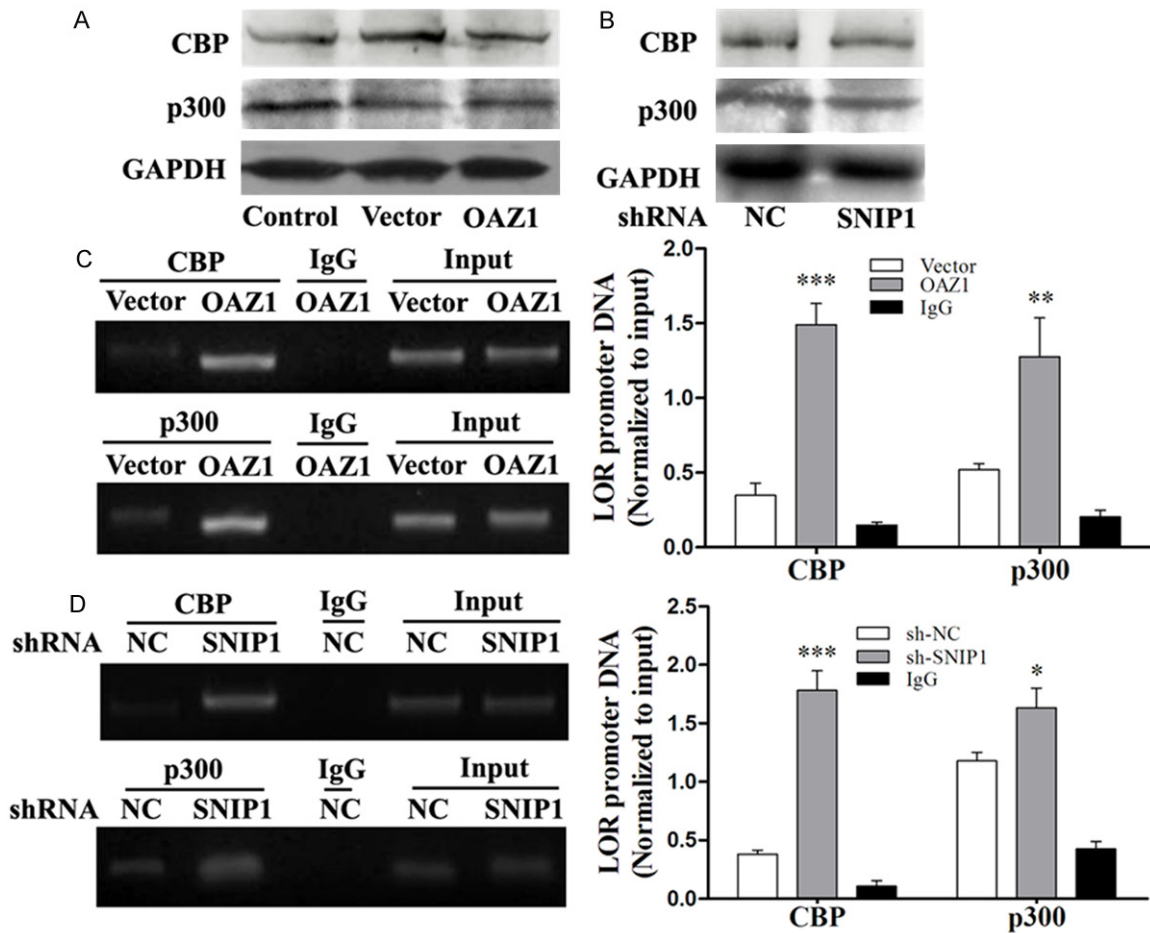 A
CBP
p300
GAPDH
Control Vector OAZ1
B
CBP
p300
GAPDH
shRNA NC SNIP1
C
CBP IgG Input
Vector OAZ1 OAZ1 Vector OAZ1
p300 IgG Input
Vector OAZ1 OAZ1 Vector OAZ1
LOR promoter DNA
(Normalized to input)
2.0
1.5
1.0
0.5
0.0
Vector
OAZ1
IgG
***
**
CBP p300
D
CBP IgG Input
shRNA NC SNIP1 NC NC SNIP1
p300 IgG Input
shRNA NC SNIP1 NC NC SNIP1
LOR promoter DNA
(Normalized to input)
2.5
2.0
1.5
1.0
0.5
0.0
sh-NC
sh-SNIP1
IgG
***
*
CBP p300